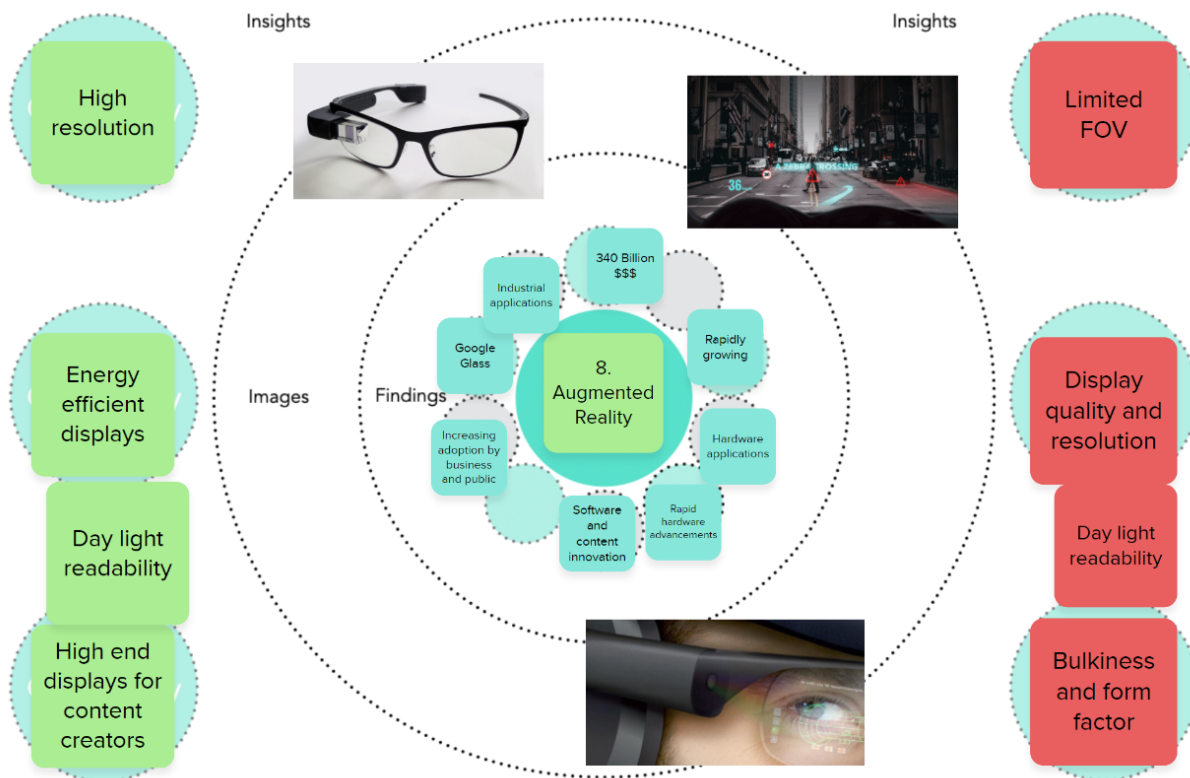 Insights
Insights
High
resolution
Limited
FOV
A ZEBRA CROSSING
36
340 Billion
$$$
Industrial
applications
Rapidly
growing
Google
Glass
8.
Augmented
Reality
Energy
efficient
displays
Images
Findings
Display
quality and
resolution
Increasing
adoption by
business
and public
Hardware
applications
Software
and
content
innovation
Rapid
hardware
advancements
Day light
readability
Day light
readability
High end
displays for
content
creators
Bulkiness
and form
factor